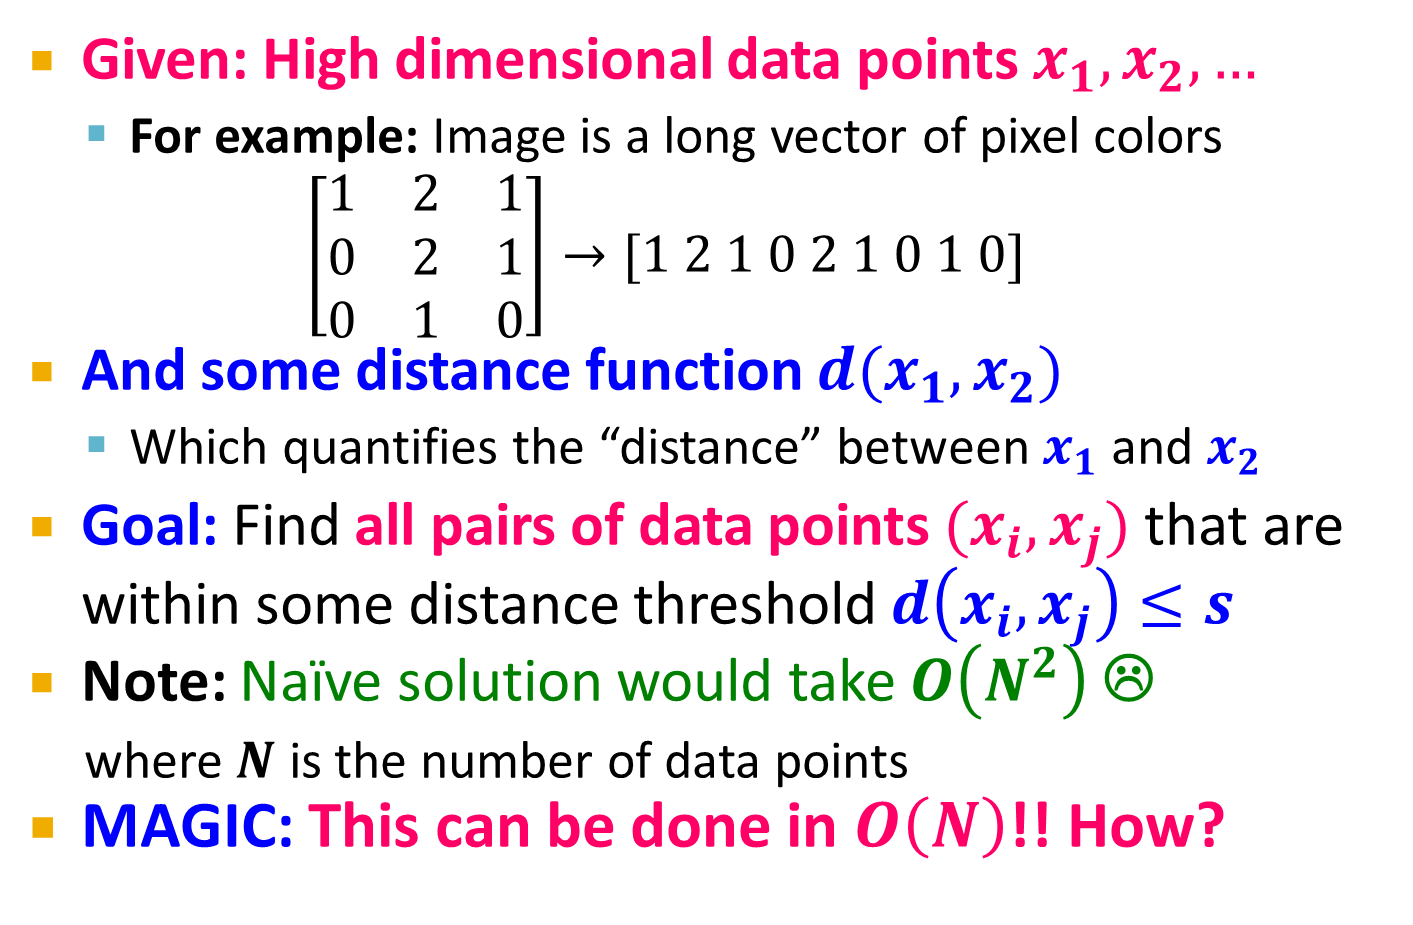 ▪ Given: High dimensional data points x₁, x₂, …
▪ For example: Image is a long vector of pixel colors
[1 2 1
0 2 1
0 1 0] → [1 2 1 0 2 1 0 1 0]
▪ And some distance function d(x₁, x₂)
▪ Which quantifies the “distance” between x₁ and x₂
▪ Goal: Find all pairs of data points (xᵢ, xⱼ) that are
within some distance threshold d(xᵢ, xⱼ) ≤ s
▪ Note: Naïve solution would take O(N²) ☹
where N is the number of data points
▪ MAGIC: This can be done in O(N)!! How?